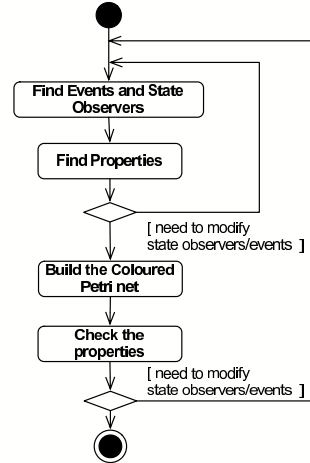 Find Events and State
Observers
Find Properties
[ need to modify
state observers/events ]
Build the Coloured
Petri net
Check the
properties
[ need to modify
state observers/events ]